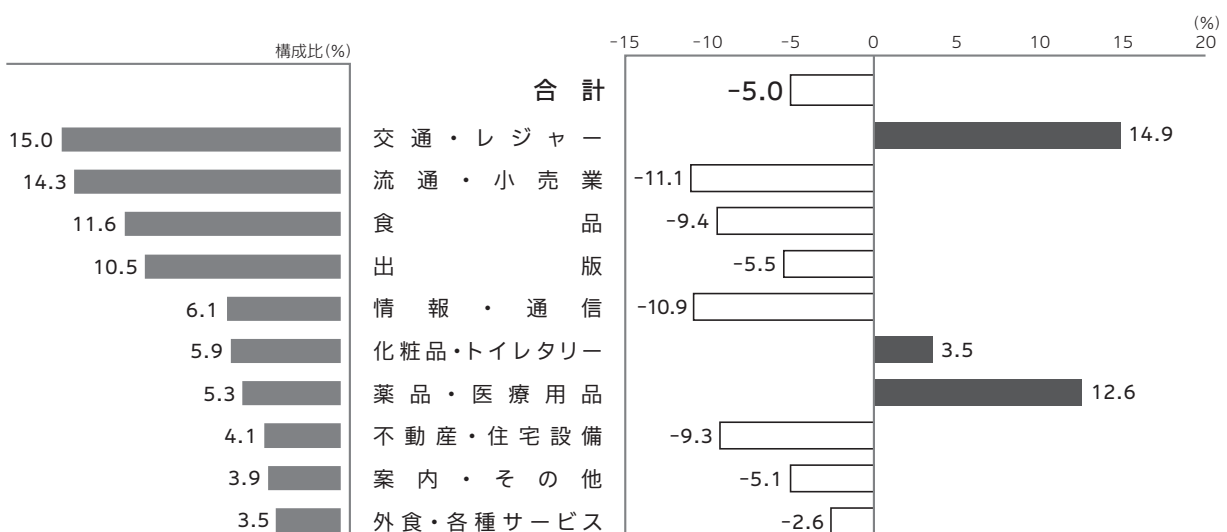 (%)
構成比(%)
-15 -10 -5 0 5 10 15 20
合計 -5.0
15.0 交通・レジャー 14.9
14.3 流通・小売業 -11.1
11.6 食品 -9.4
10.5 出版 -5.5
6.1 情報・通信 -10.9
5.9 化粧品・トイレタリー 3.5
5.3 薬品・医療用品 12.6
4.1 不動産・住宅設備 -9.3
3.9 案内・その他 -5.1
3.5 外食・各種サービス -2.6